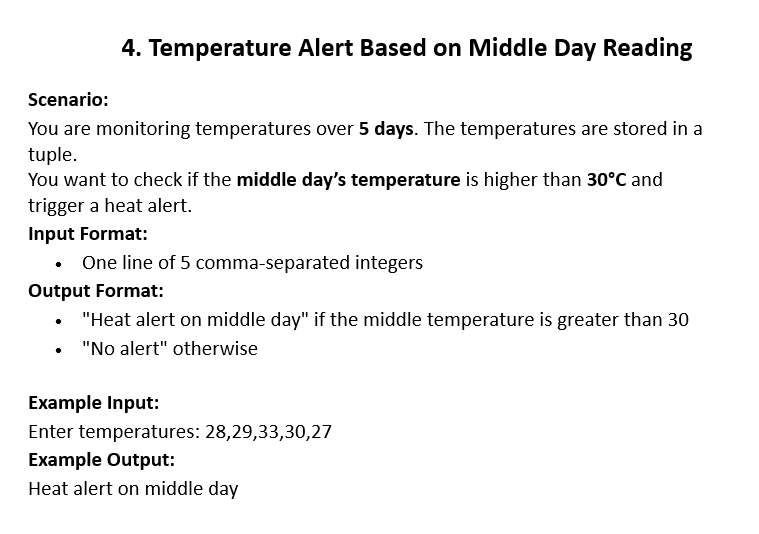 4. Temperature Alert Based on Middle Day Reading
Scenario:
You are monitoring temperatures over 5 days. The temperatures are stored in a
tuple.
You want to check if the middle day’s temperature is higher than 30°C and
trigger a heat alert.
Input Format:
• One line of 5 comma-separated integers
Output Format:
• "Heat alert on middle day" if the middle temperature is greater than 30
• "No alert" otherwise
Example Input:
Enter temperatures: 28,29,33,30,27
Example Output:
Heat alert on middle day